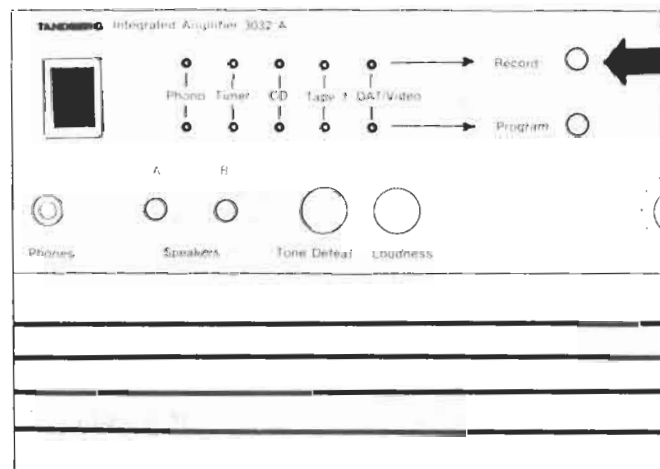 TANDBERG Integrated Amplifier 3032 A
Record
Phono Tuner CD Tape 1 DAT/Video
Program
A B
Phones Speakers Tone Defeat Loudness